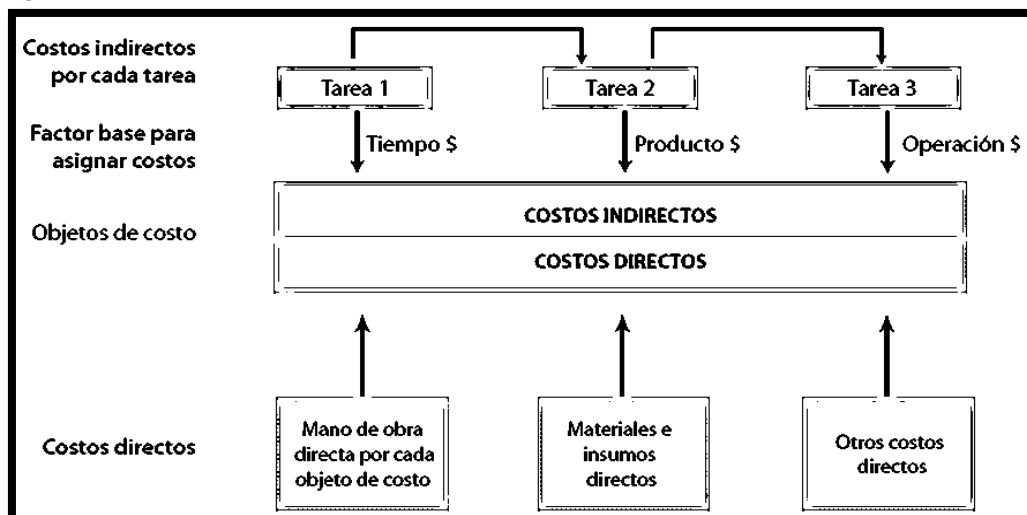 Costos indirectos
por cada tarea
Tarea 1
Tarea 2
Tarea 3
Factor base para
asignar costos
Tiempo $
Producto $
Operación $
Objetos de costo
COSTOS INDIRECTOS
COSTOS DIRECTOS
Costos directos
Mano de obra
directa por cada
objeto de costo
Materiales e
insumos
directos
Otros costos
directos